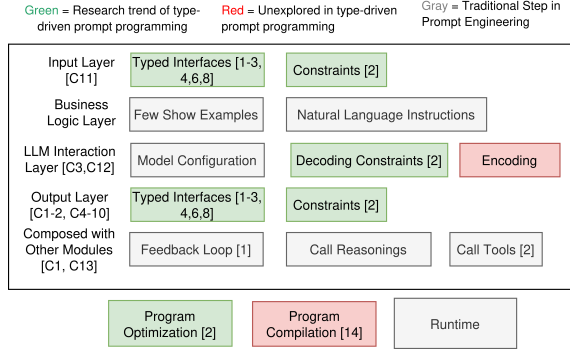 Green = Research trend of type-
driven prompt programming
Red = Unexplored in type-driven
prompt programming
Gray = Traditional Step in
Prompt Engineering
Input Layer
[C11]
Typed Interfaces [1-3,
4,6,8]
Constraints [2]
Business
Logic Layer
Few Show Examples
Natural Language Instructions
LLM Interaction
Layer [C3,C12]
Model Configuration
Decoding Constraints [2]
Encoding
Output Layer
[C1-2, C4-10]
Typed Interfaces [1-3,
4,6,8]
Constraints [2]
Composed with
Other Modules
[C1, C13]
Feedback Loop [1]
Call Reasonings
Call Tools [2]
Program
Optimization [2]
Program
Compilation [14]
Runtime